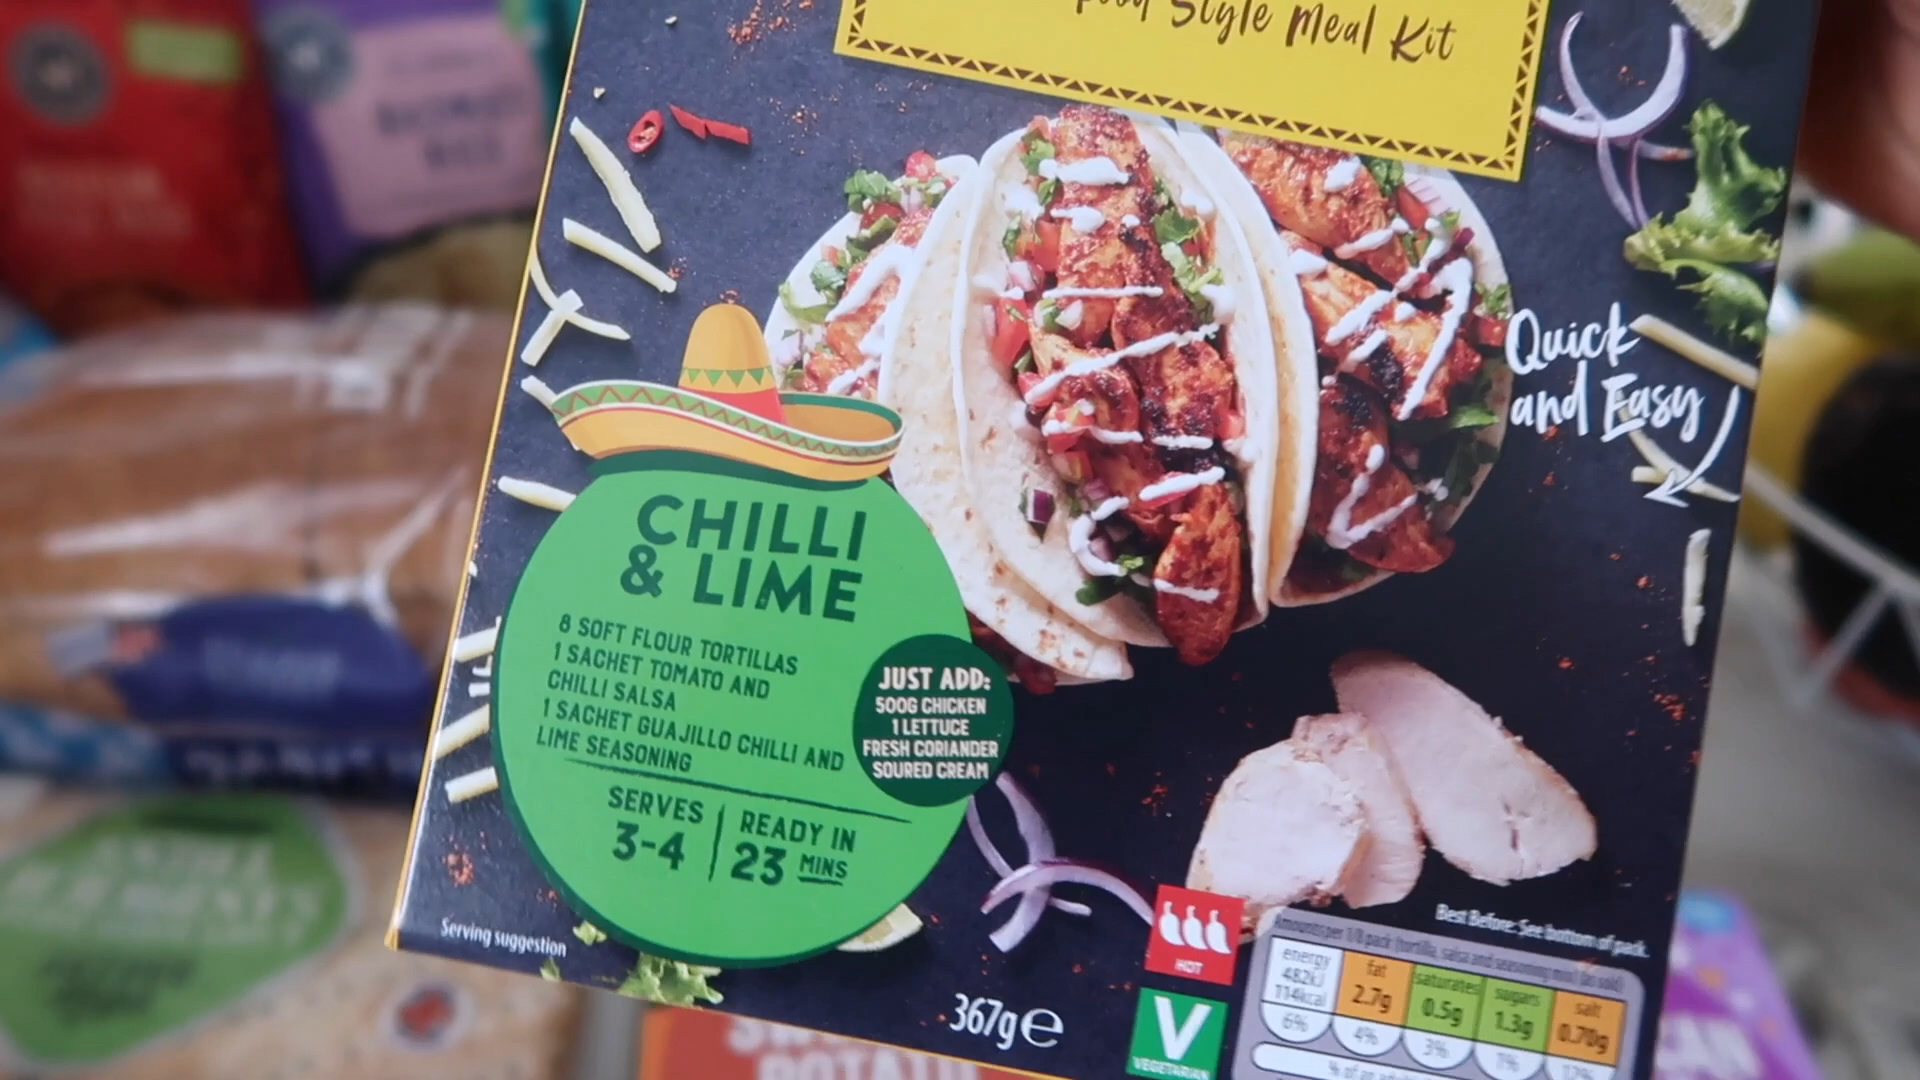 Style Meal Kit
Quick
and Easy
CHILLI
& LIME
8 SOFT FLOUR TORTILLAS
1 SACHET TOMATO AND
CHILLI SALSA
1 SACHET GUAJILLO CHILLI AND
LIME SEASONING
JUST ADD:
500G CHICKEN
1 LETTUCE
FRESH CORIANDER
SOURED CREAM
SERVES
3-4
READY IN
23 MINS
Serving suggestion
367g e
HOT
V
VEGETARIAN
Best Before: See bottom of pack.
Amounts per 1/8 pack (tortilla, salsa and seasoning mix) (as sold)
energy
482kJ
114kcal
6%
fat
2.7g
4%
saturates
0.5g
3%
sugars
1.3g
1%
salt
0.70g
12%
POTATO